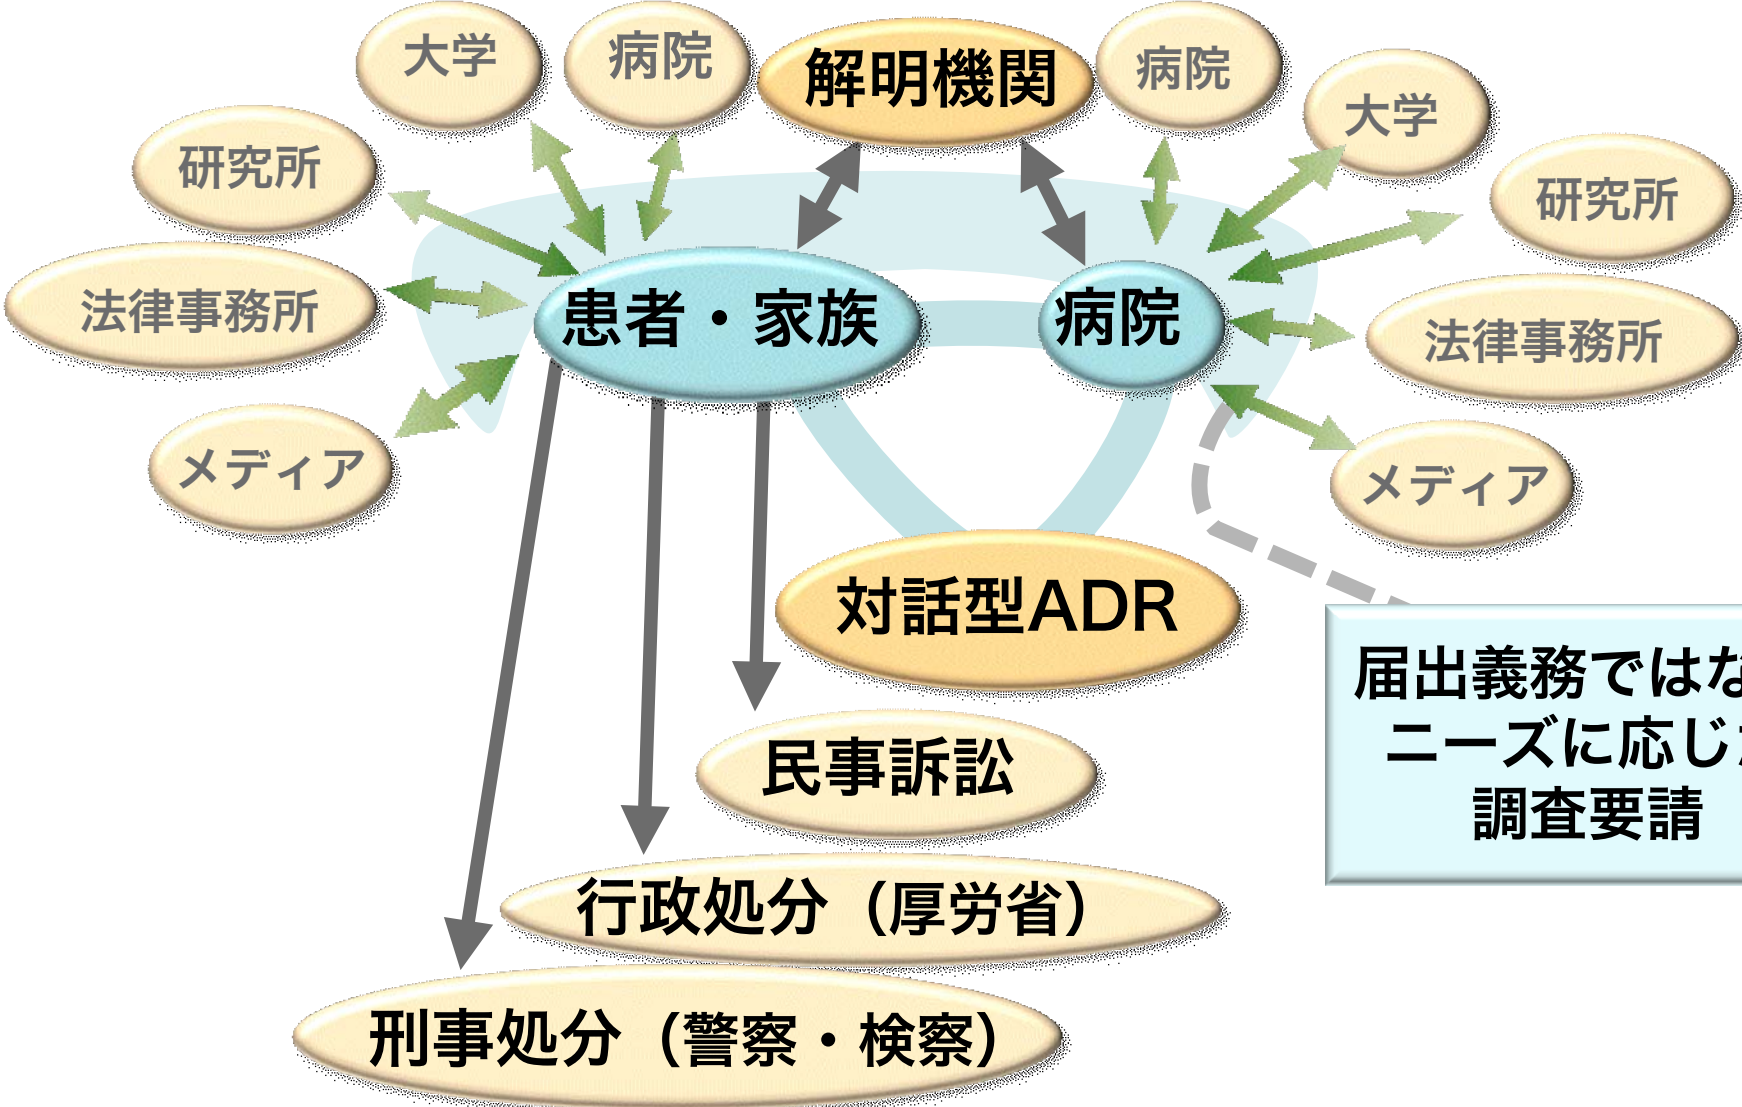 大学
病院
解明機関
病院
大学
研究所
研究所
法律事務所
患者・家族
病院
法律事務所
メディア
メディア
対話型ADR
届出義務ではな
ニーズに応じ
調査要請
民事訴訟
行政処分（厚労省）
刑事処分（警察・検察）